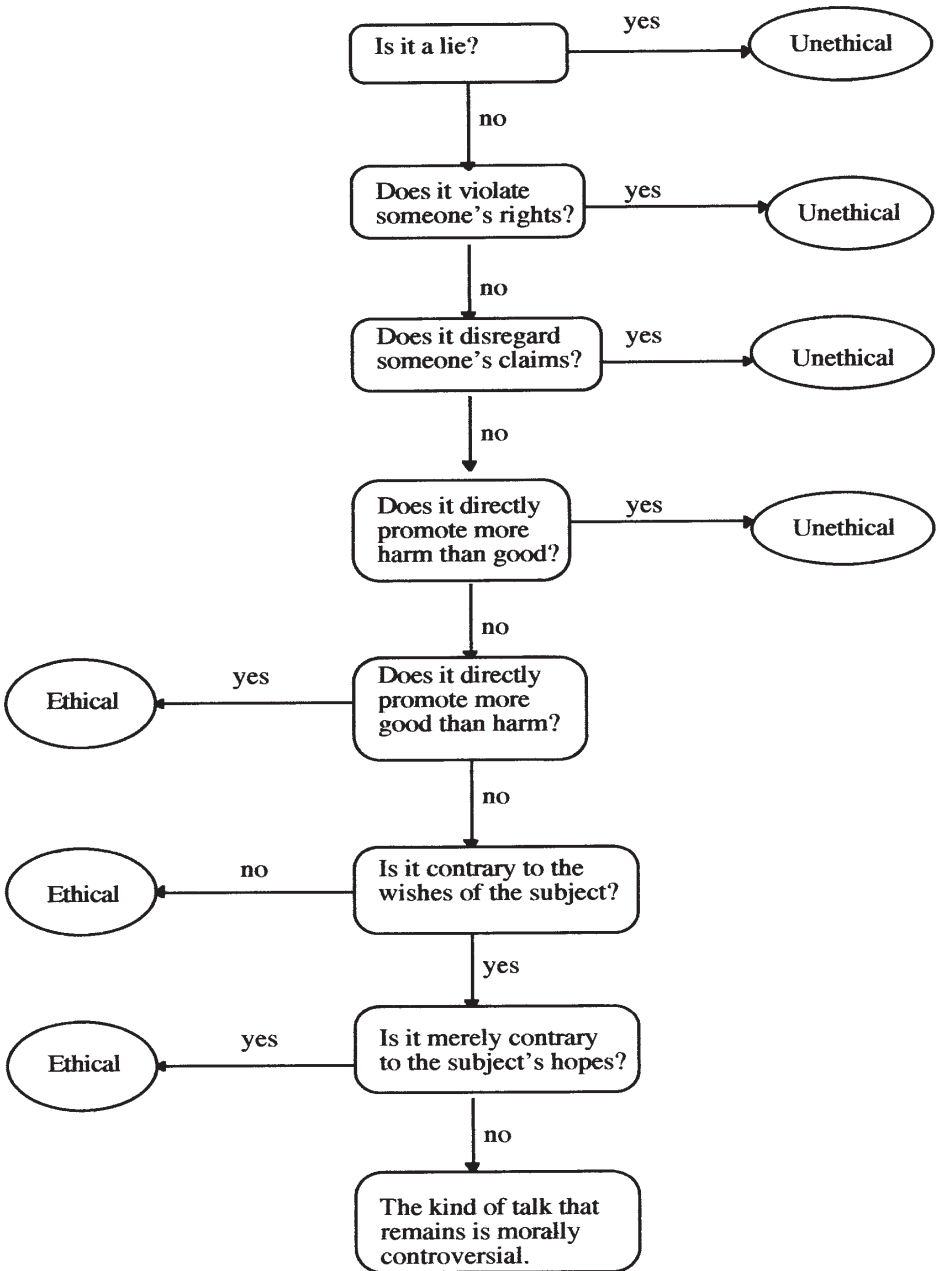 Is it a lie?
yes
Unethical
no
Does it violate
someone's rights?
yes
Unethical
no
Does it disregard
someone's claims?
yes
Unethical
no
Does it directly
promote more
harm than good?
yes
Unethical
no
Does it directly
promote more
good than harm?
yes
Ethical
no
Is it contrary to the
wishes of the subject?
no
Ethical
yes
Is it merely contrary
to the subject's hopes?
yes
Ethical
no
The kind of talk that
remains is morally
controversial.